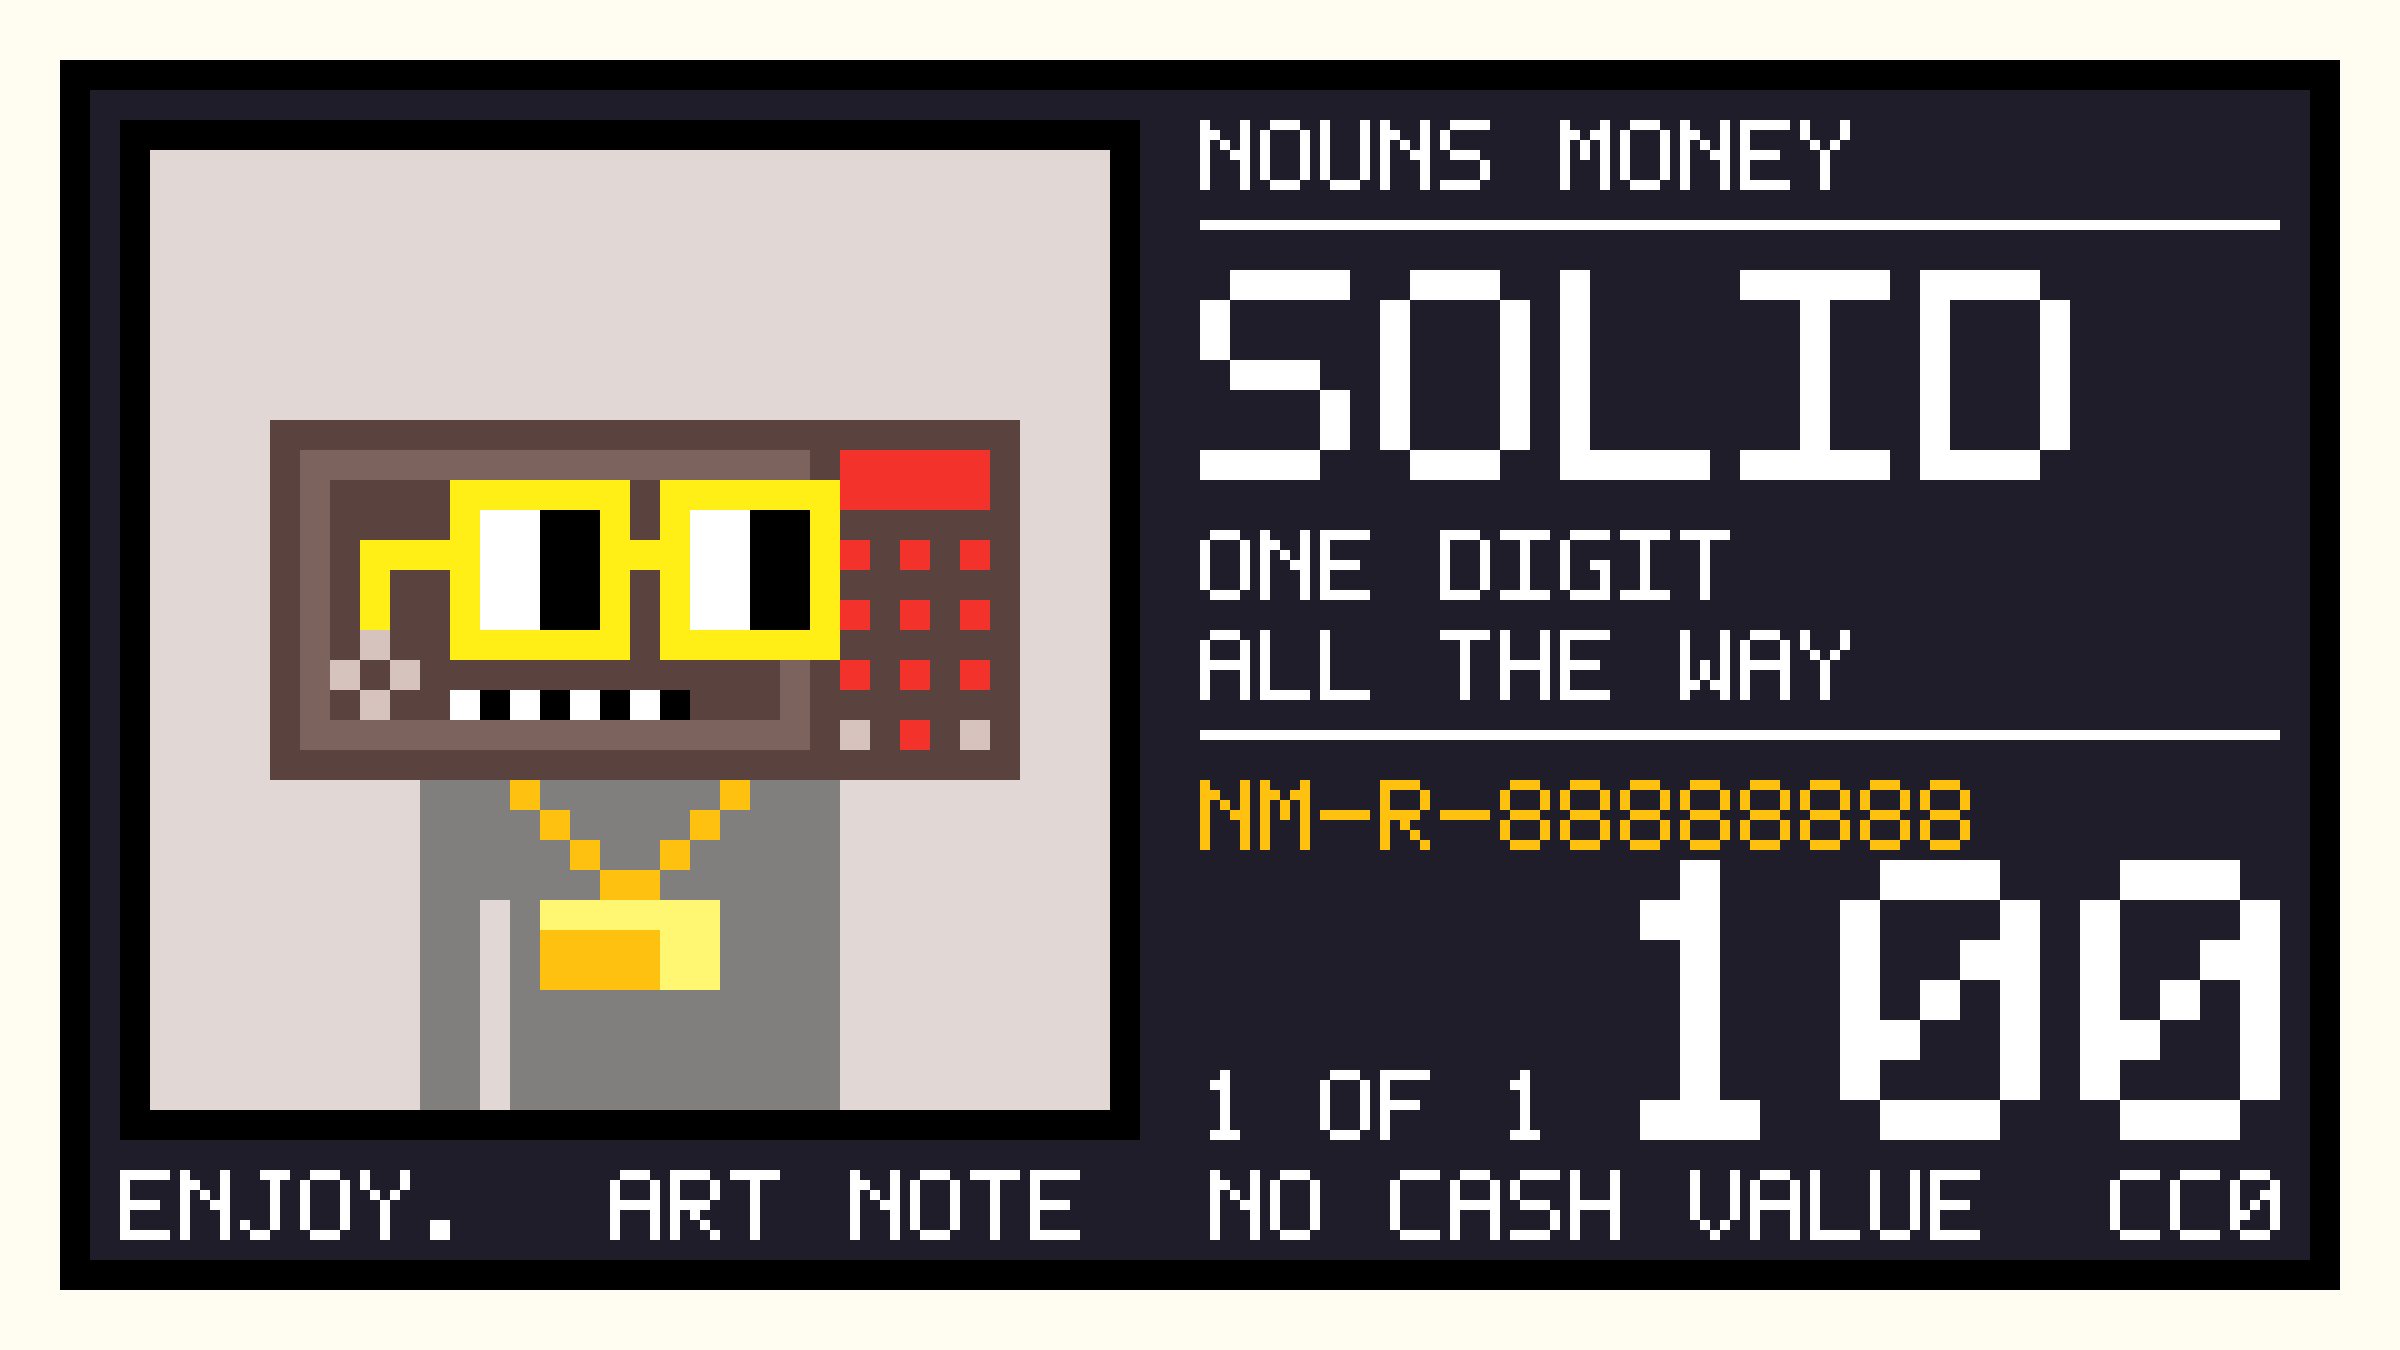 NOUNS MONEY
SOLID
ONE DIGIT
ALL THE WAY
NM-R-88888888
100
1 OF 1
ENJOY. ART NOTE NO CASH VALUE CC0